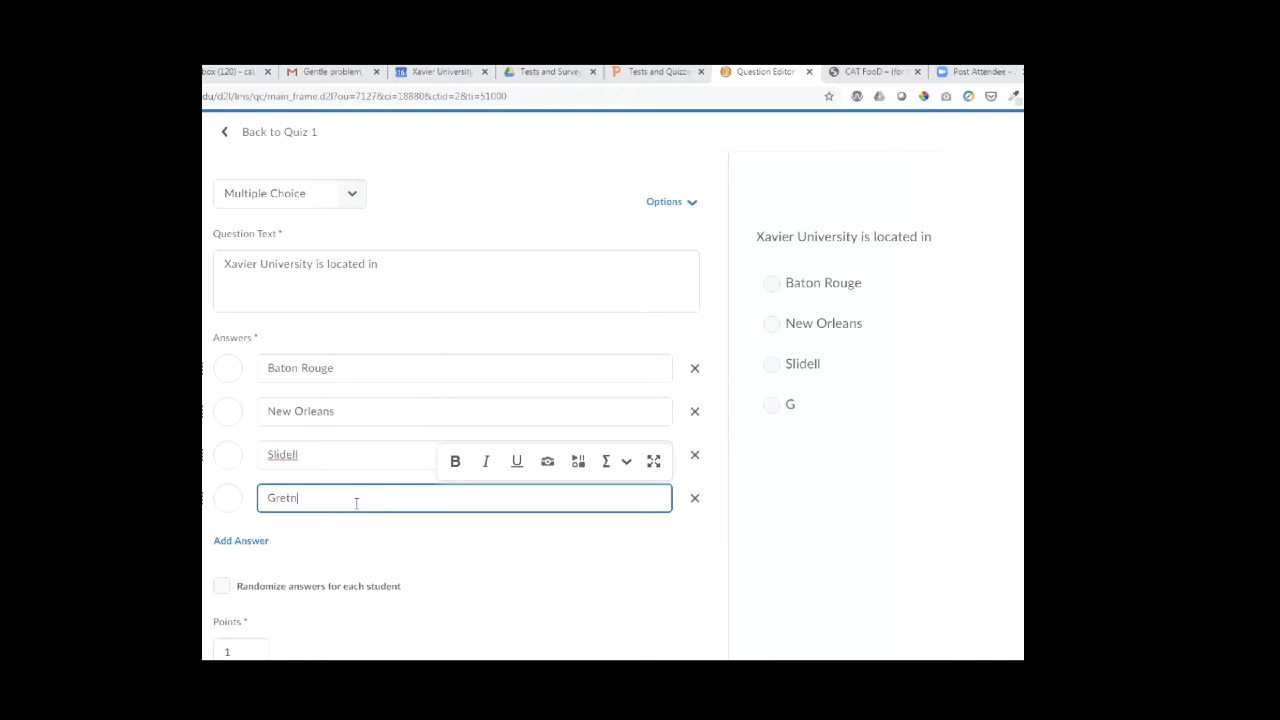 box (120) - cai
Gentle problem,
Xavier University
Tests and Surve
Tests and Quizze
Question Editor
CAT FooD – (for
Post Attendee -
du/d2l/lms/qc/main_frame.d2l?ou=7127&ci=18880&ctid=2&ti=51000
Back to Quiz 1
Multiple Choice
Options
Question Text *
Xavier University is located in
Answers *
Baton Rouge
New Orleans
Slidell
B I U Σ
Gretn
Add Answer
Randomize answers for each student
Points *
1
Xavier University is located in
Baton Rouge
New Orleans
Slidell
G